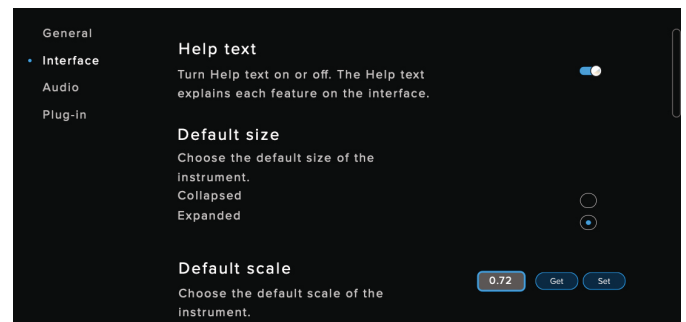 General
Interface
Audio
Plug-in
Help text
Turn Help text on or off. The Help text
explains each feature on the interface.
Default size
Choose the default size of the
instrument.
Collapsed
Expanded
Default scale
0.72 Get Set
Choose the default scale of the
instrument.